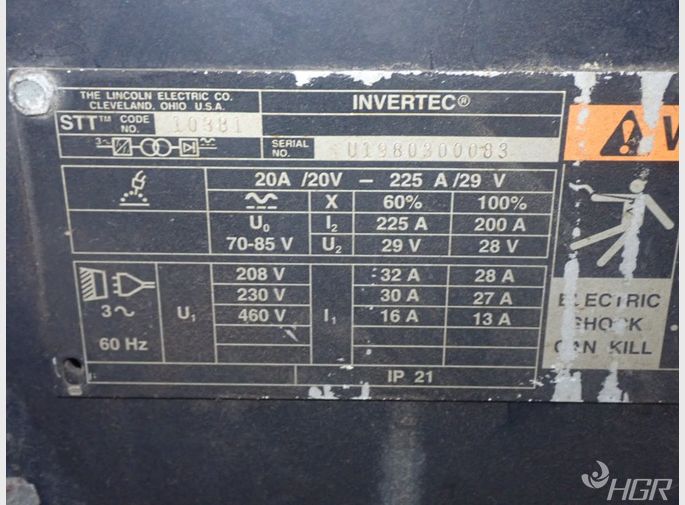 THE LINCOLN ELECTRIC CO.
CLEVELAND, OHIO U.S.A.
INVERTEC®
STT™ CODE NO. 10381
SERIAL NO. U1980300083
3~
20A /20V – 225 A/29 V
X 60% 100%
U₀ I₂ 225 A 200 A
70-85 V U₂ 29 V 28 V
208 V 32 A 28 A
230 V 30 A 27 A
3~ U₁ 460 V I₁ 16 A 13 A
60 Hz
IP 21
ELECTRIC
SHOCK
CAN KILL
HGR